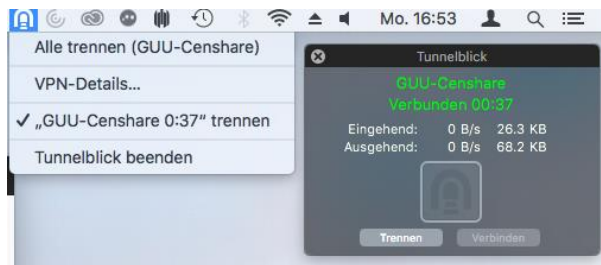 Mo. 16:53
Alle trennen (GUU-Censhare)
VPN-Details...
„GUU-Censhare 0:37“ trennen
Tunnelblick beenden
Tunnelblick
GUU-Censhare
Verbunden 00:37
Eingehend: 0 B/s 26.3 KB
Ausgehend: 0 B/s 68.2 KB
Trennen Verbinden